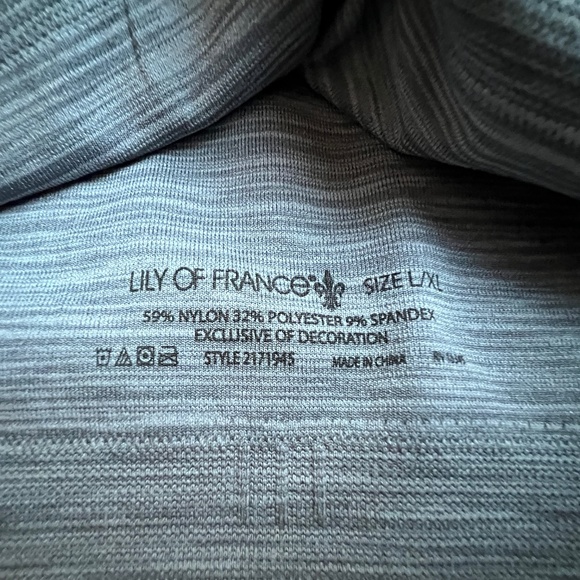 LILY OF FRANCE® SIZE L/XL
59% NYLON 32% POLYESTER 9% SPANDEX
EXCLUSIVE OF DECORATION
STYLE 2171945 MADE IN CHINA